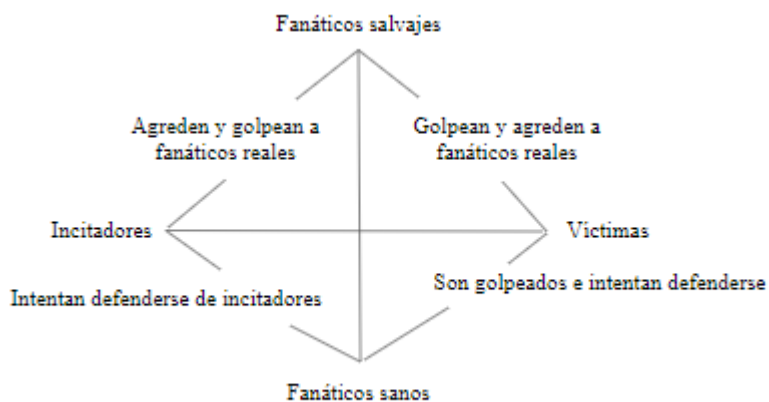 Fanáticos salvajes
Agreden y golpean a
fanáticos reales
Golpean y agreden a
fanáticos reales
Incitadores
Víctimas
Intentan defenderse de incitadores
Son golpeados e intentan defenderse
Fanáticos sanos